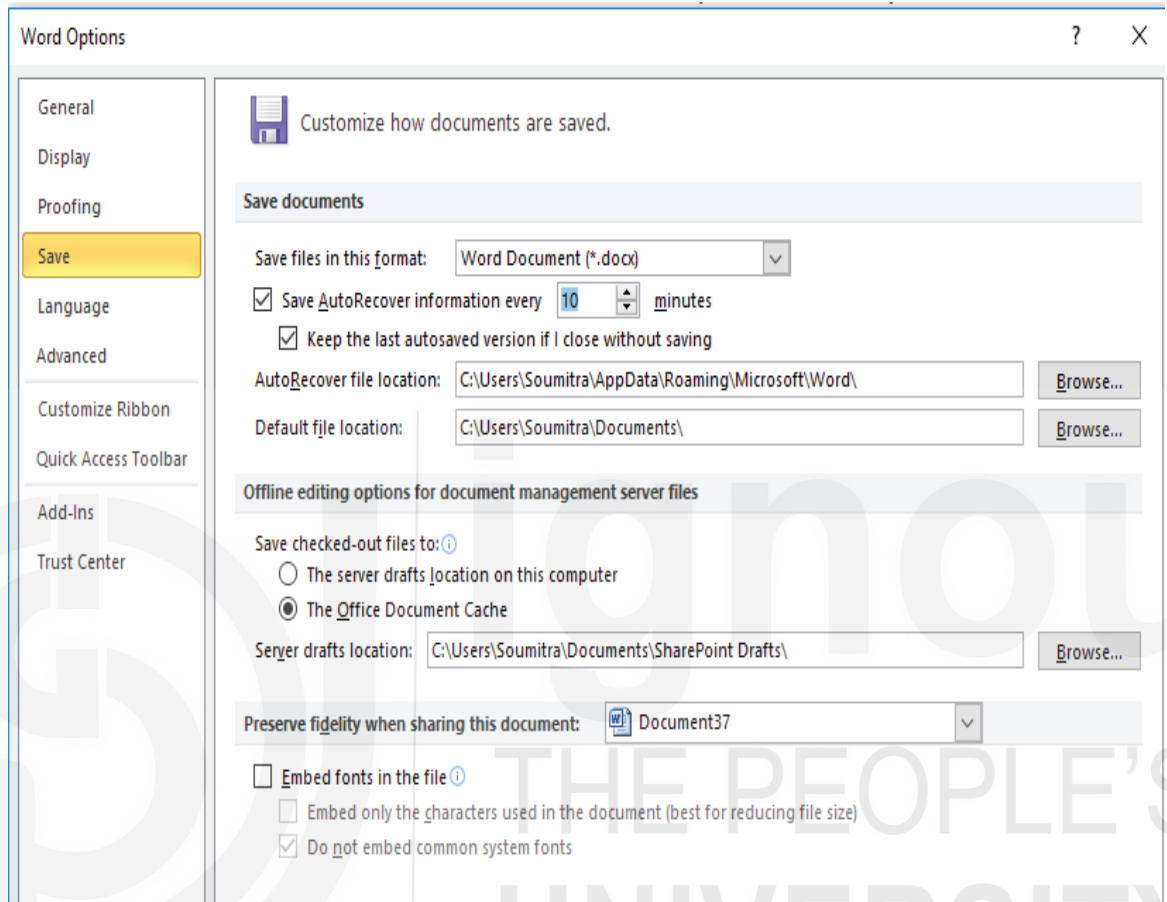 Word Options ? X
General
Display
Proofing
Save
Language
Advanced
Customize Ribbon
Quick Access Toolbar
Add-Ins
Trust Center
Customize how documents are saved.
Save documents
Save files in this format: Word Document (*.docx)
Save AutoRecover information every 10 minutes
Keep the last autosaved version if I close without saving
AutoRecover file location: C:\Users\Soumitra\AppData\Roaming\Microsoft\Word\ Browse...
Default file location: C:\Users\Soumitra\Documents\ Browse...
Offline editing options for document management server files
Save checked-out files to:
The server drafts location on this computer
The Office Document Cache
Server drafts location: C:\Users\Soumitra\Documents\SharePoint Drafts\ Browse...
Preserve fidelity when sharing this document: Document37
Embed fonts in the file
Embed only the characters used in the document (best for reducing file size)
Do not embed common system fonts
ignou
THE PEOPLE'S
UNIVERSITY